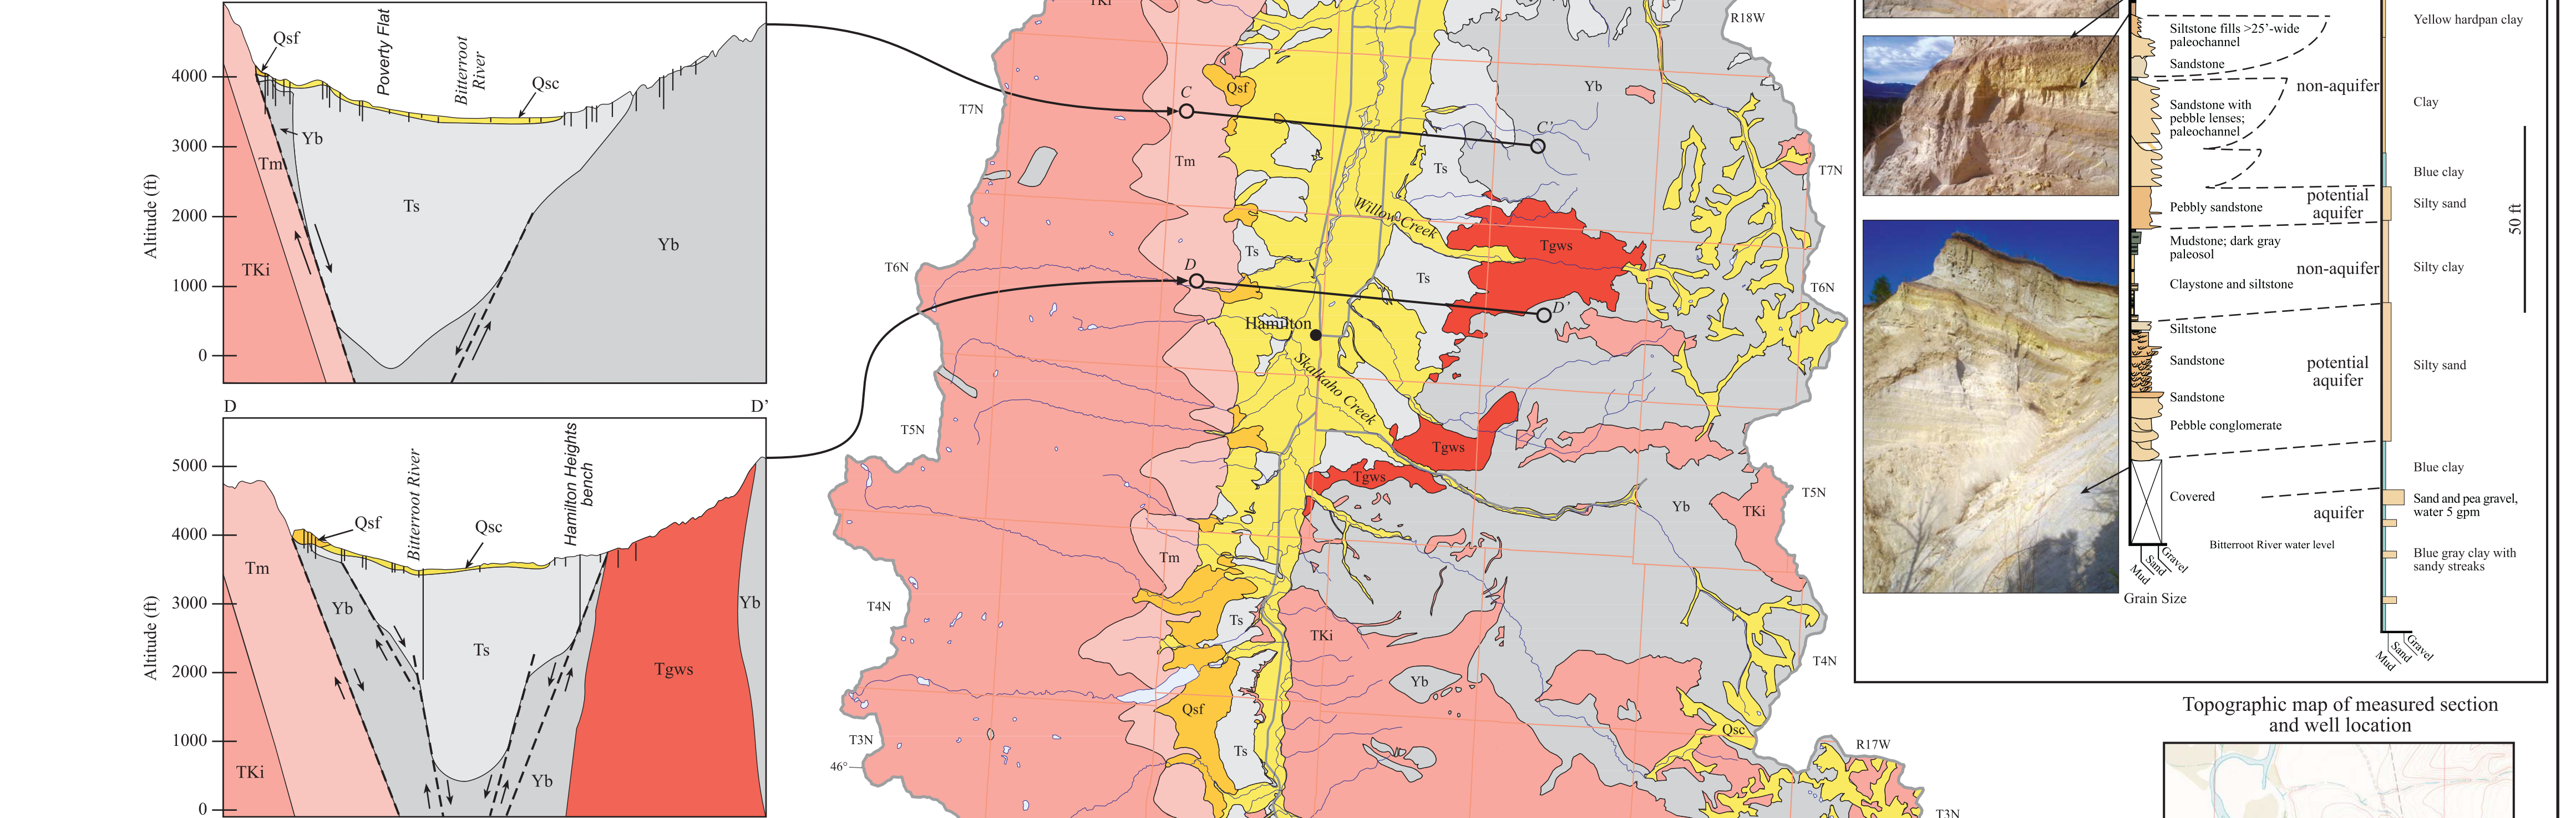 Qsf
Poverty Flat
Bitterroot
River
Qsc
4000
3000
2000
1000
0
Altitude (ft)
Yb
Tm
Ts
TKi
Yb
D
D’
5000
4000
3000
2000
1000
0
Altitude (ft)
Qsf
Bitterroot River
Qsc
Hamilton Heights
bench
Tm
Yb
Ts
Yb
Tgws
Yb
TKi
TKi
R18W
T7N
C
Qsf
Yb
C’
Tm
Ts
T7N
Willow Creek
Tgws
Ts
T6N
D
Ts
T6N
D’
Hamilton
Skalkaho Creek
T5N
Tgws
Tgws
T5N
Yb
TKi
Tm
T4N
Ts
TKi
T4N
Yb
Qsf
Ts
Qsc
T3N
46°
R17W
T3N
Siltstone fills >25’-wide
paleochannel
Sandstone
Sandstone with
pebble lenses;
paleochannel
Pebbly sandstone
Mudstone; dark gray
paleosol
Claystone and siltstone
Siltstone
Sandstone
Sandstone
Pebble conglomerate
Covered
Bitterroot River water level
Mud
Sand
Gravel
Grain Size
non-aquifer
potential
aquifer
non-aquifer
potential
aquifer
aquifer
Yellow hardpan clay
Clay
Blue clay
Silty sand
Silty clay
Silty sand
Blue clay
Sand and pea gravel,
water 5 gpm
Blue gray clay with
sandy streaks
Mud
Sand
Gravel
50 ft
Topographic map of measured section
and well location